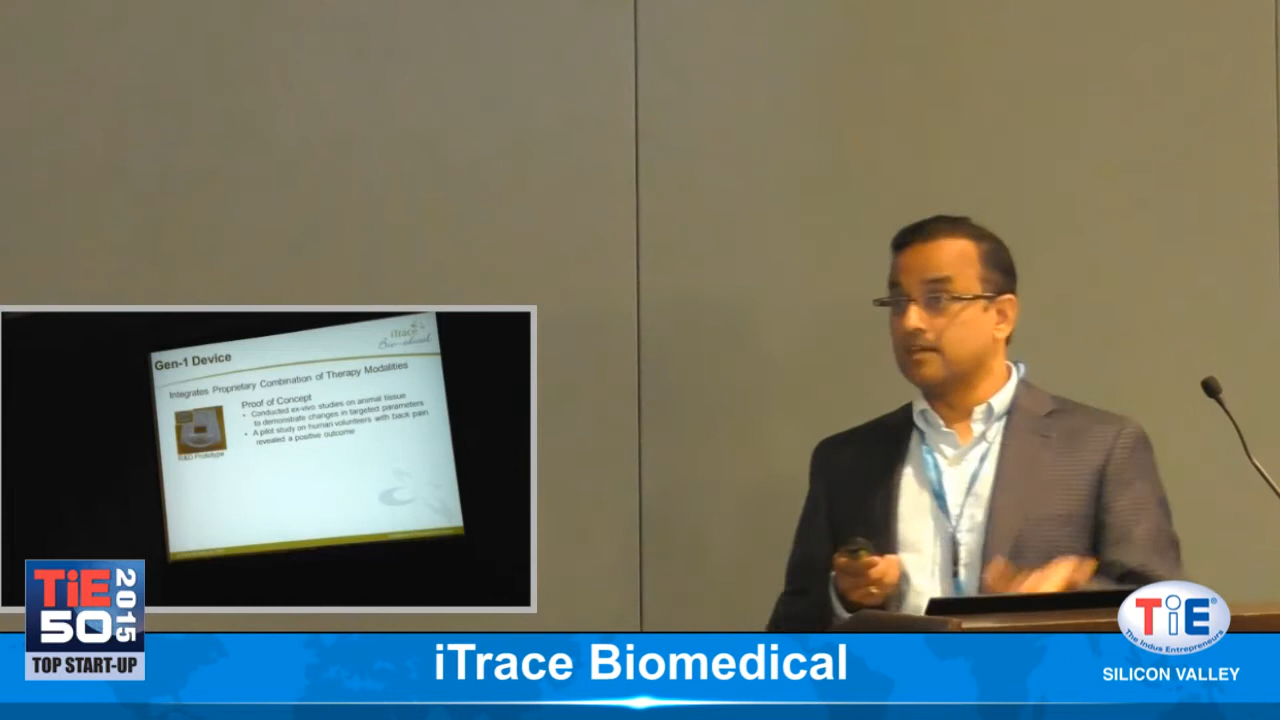 iTrace
Biomedical
Gen-1 Device
Integrates Proprietary Combination of Therapy Modalities
Proof of Concept
• Conducted ex-vivo studies on animal tissue
to demonstrate changes in targeted parameters
• A pilot study on human volunteers with back pain
revealed a positive outcome
R&D Prototype
TiE
50
2015
TOP START-UP
iTrace Biomedical
TiE®
The Indus Entrepreneurs
SILICON VALLEY